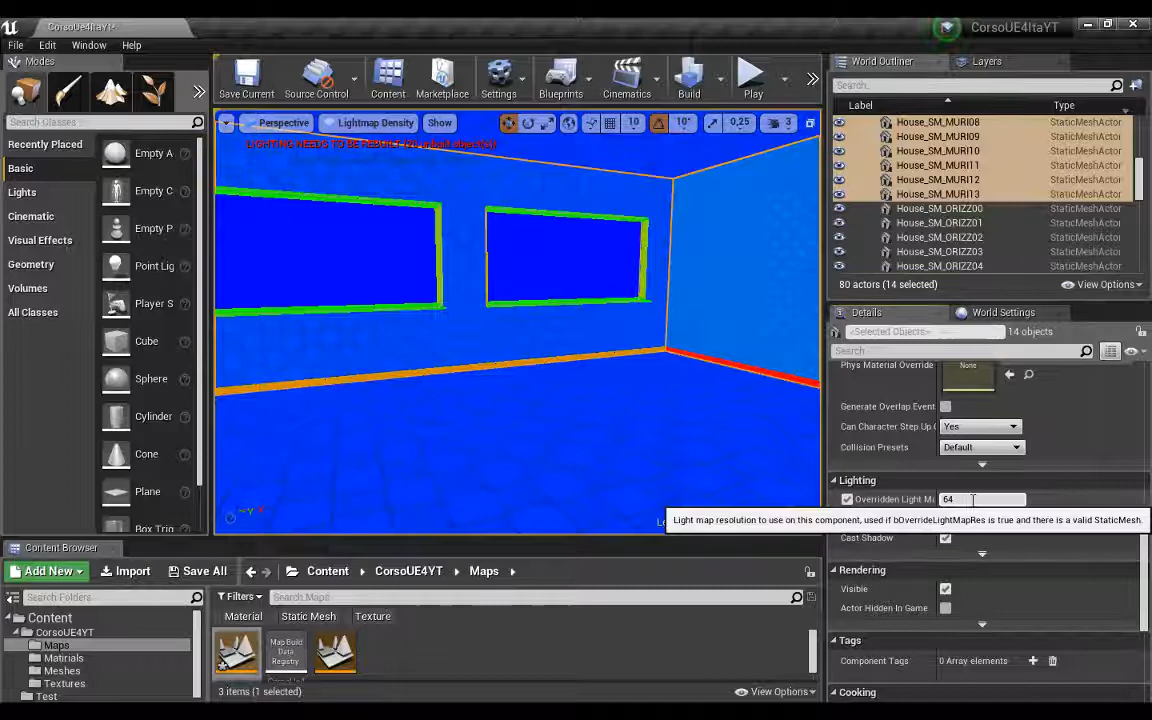 CorsoUE4ItaYT
CorsoUE4ItaYT
File Edit Window Help
Modes
Search Classes
Recently Placed
Basic
Lights
Cinematic
Visual Effects
Geometry
Volumes
All Classes
Empty A
Empty C
Empty P
Point Lig
Player S
Cube
Sphere
Cylinder
Cone
Plane
Box Trig
Save Current Source Control Content Marketplace Settings Blueprints Cinematics Build Play
Perspective Lightmap Density Show 10 10° 0,25 3
LIGHTING NEEDS TO BE REBUILT
World Outliner Layers
Search...
Label Type
House_SM_MURI08 StaticMeshActor
House_SM_MURI09 StaticMeshActor
House_SM_MURI10 StaticMeshActor
House_SM_MURI11 StaticMeshActor
House_SM_MURI12 StaticMeshActor
House_SM_MURI13 StaticMeshActor
House_SM_ORIZZ00 StaticMeshActor
House_SM_ORIZZ01 StaticMeshActor
House_SM_ORIZZ02 StaticMeshActor
House_SM_ORIZZ03 StaticMeshActor
House_SM_ORIZZ04 StaticMeshActor
80 actors (14 selected) View Options
Details World Settings
<Selected Objects> 14 objects
Search
Phys Material Override None
Generate Overlap Event
Can Character Step Up Yes
Collision Presets Default
Lighting
Overridden Light M 64
Light map resolution to use on this component, used if bOverrideLightMapRes is true and there is a valid StaticMesh.
Cast Shadow
Rendering
Visible
Actor Hidden In Game
Tags
Component Tags 0 Array elements
Cooking
Content Browser
Add New Import Save All Content CorsoUE4YT Maps
Search Folders
Content
CorsoUE4YT
Maps
Matirials
Meshes
Textures
Test
Filters Search Maps
Material Static Mesh Texture
Map Build
Data
Registry
3 items (1 selected) View Options